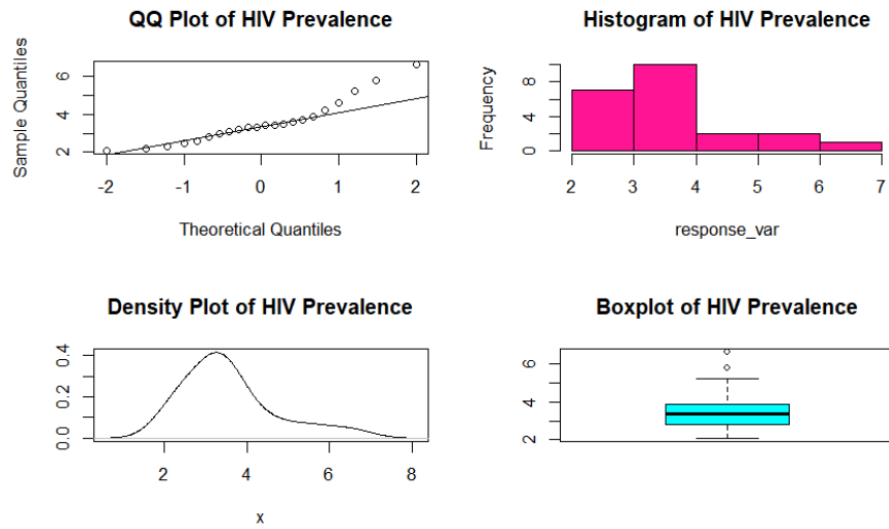 QQ Plot of HIV Prevalence
Sample Quantiles
6
4
2
-2 -1 0 1 2
Theoretical Quantiles
Histogram of HIV Prevalence
Frequency
8
4
0
2 3 4 5 6 7
response_var
Density Plot of HIV Prevalence
0.4
0.2
0.0
2 4 6 8
x
Boxplot of HIV Prevalence
6
4
2